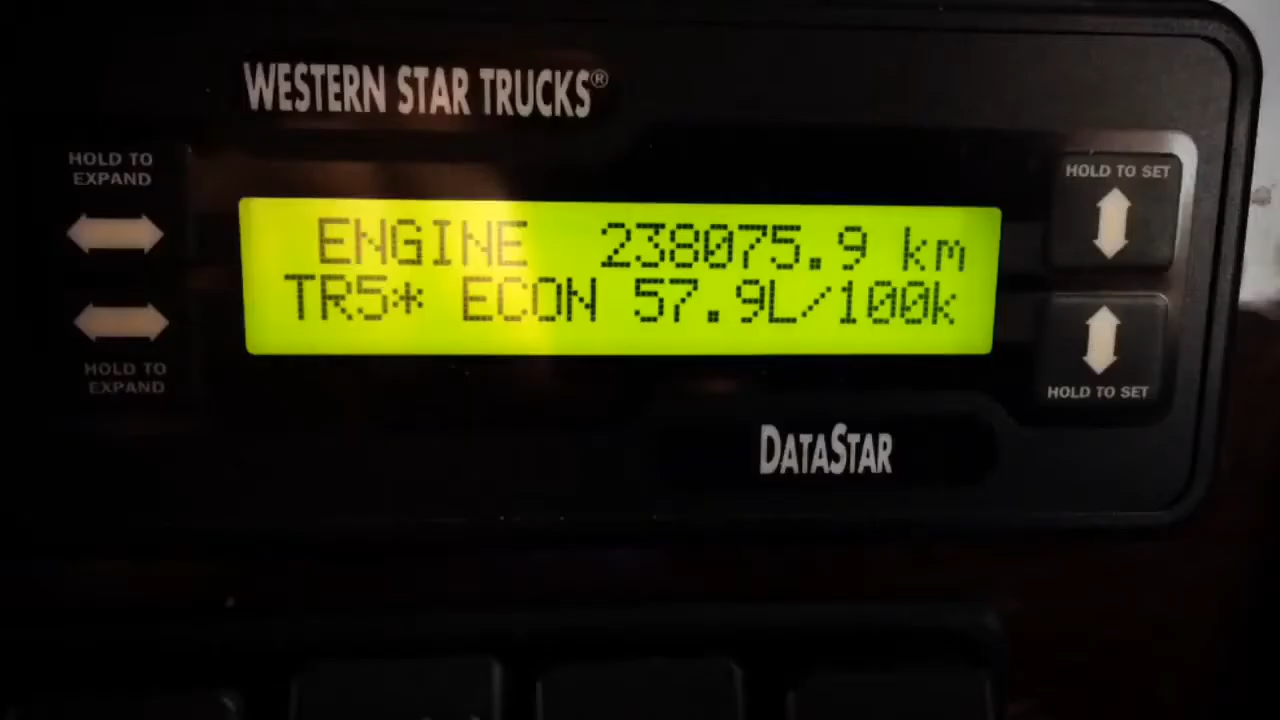 WESTERN STAR TRUCKS®
HOLD TO
EXPAND
HOLD TO SET
ENGINE 238075.9 km
TR5* ECON 57.9L/100k
HOLD TO
EXPAND
HOLD TO SET
DATASTAR